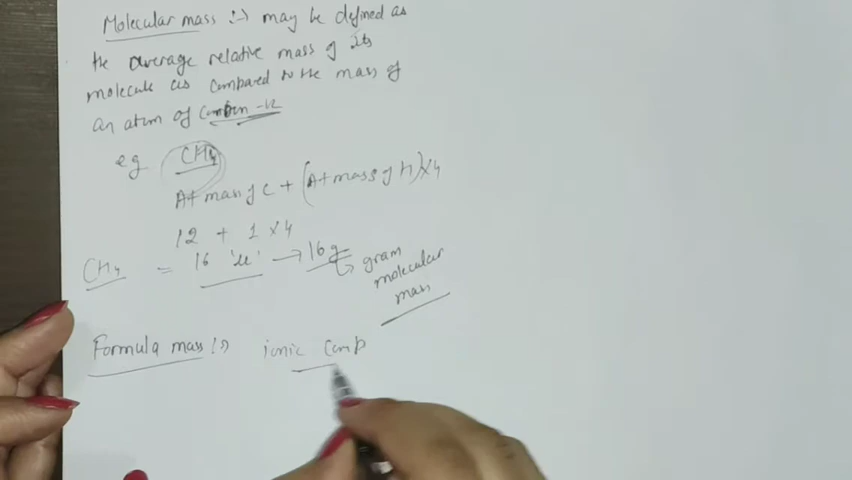 Molecular mass :-) may be defined as
the average relative mass of its
molecule as compared to the mass of
an atom of Carbon-12
eg CH4
At mass of C + (At mass of H) x 4
12 + 1 x 4
CH4 = 16 'u' → 16g
gram
molecular
mass
Formula mass :-) ionic Comp